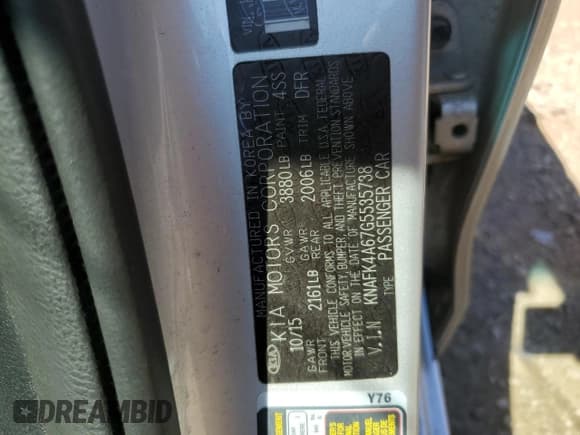 MANUFACTURED IN KOREA BY
KIA KIA MOTORS CORPORATION
10/15 GVWR 3880LB PAINT 4SS
GAWR FRONT 2161LB GAWR REAR 2006LB TRIM DFR
THIS VEHICLE CONFORMS TO ALL APPLICABLE U.S.A. FEDERAL
MOTOR VEHICLE SAFETY, BUMPER, AND THEFT PREVENTION STANDARDS
IN EFFECT ON THE DATE OF MANUFACTURE SHOWN ABOVE.
V.I.N KNAFK4A67G5535738
TYPE PASSENGER CAR
Y76
DREAMBID